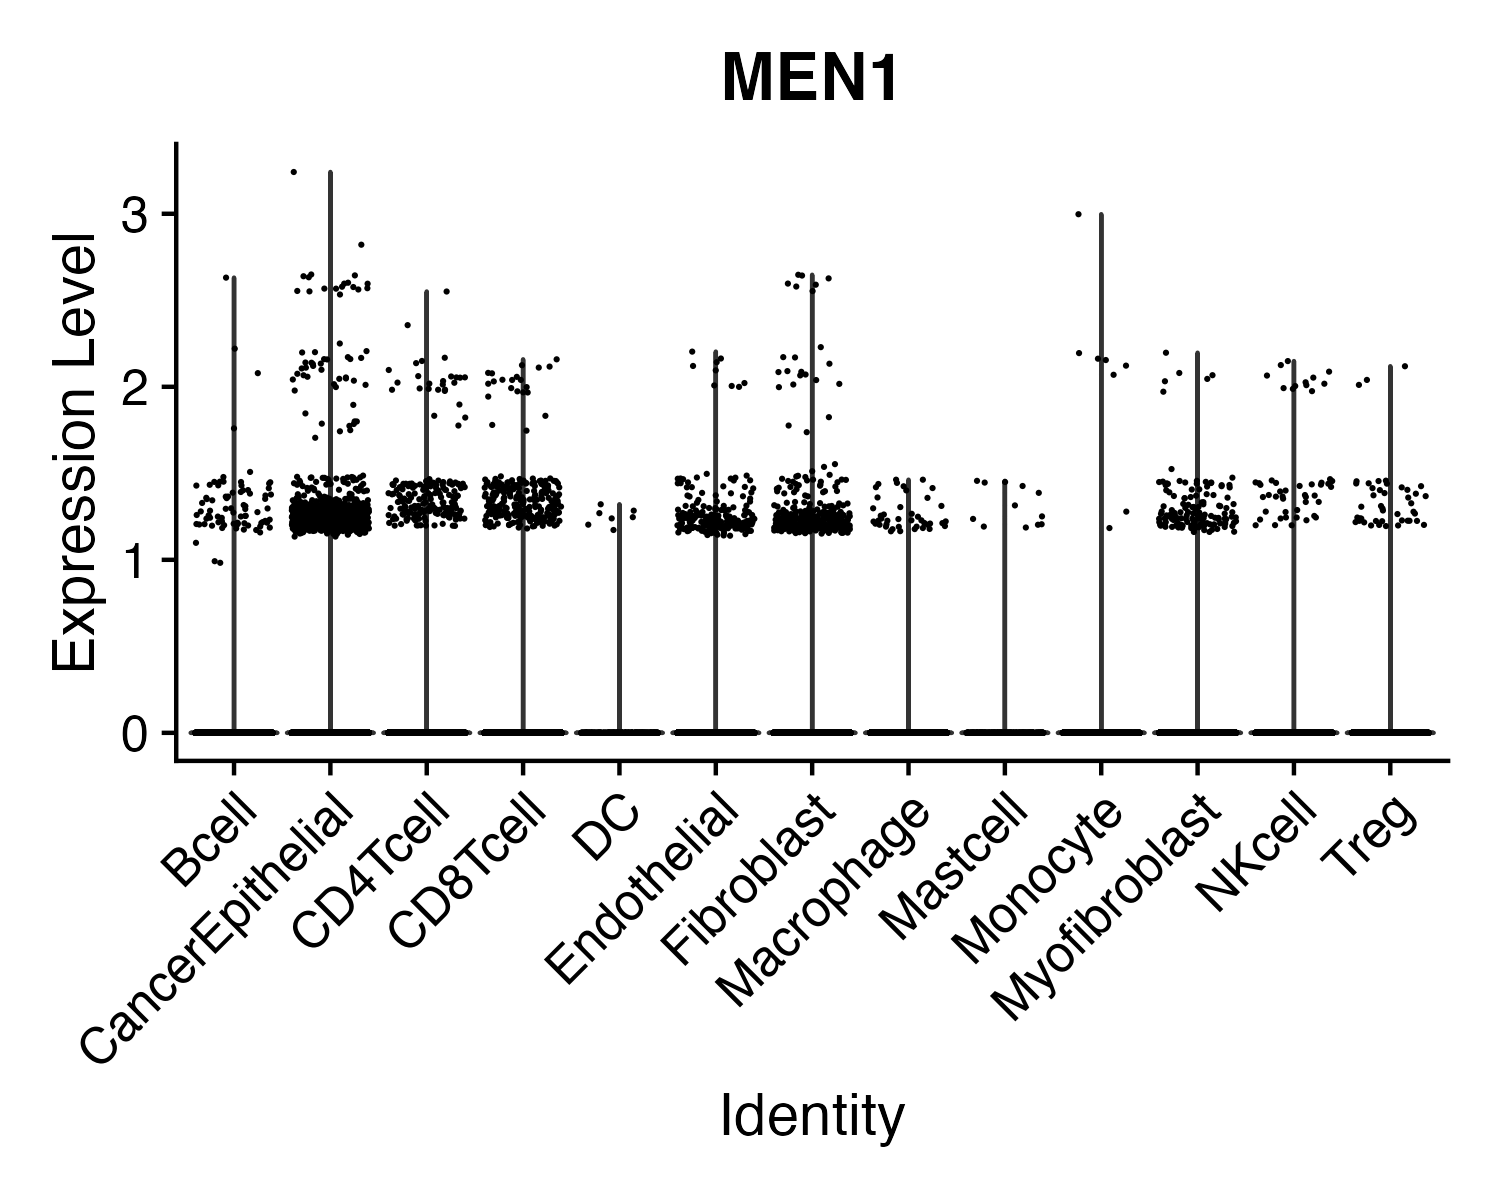 MEN1
Expression Level
3
2
1
0
Bcell
CancerEpithelial
CD4Tcell
CD8Tcell
DC
Endothelial
Fibroblast
Macrophage
Mastcell
Monocyte
Myofibroblast
NKcell
Treg
Identity